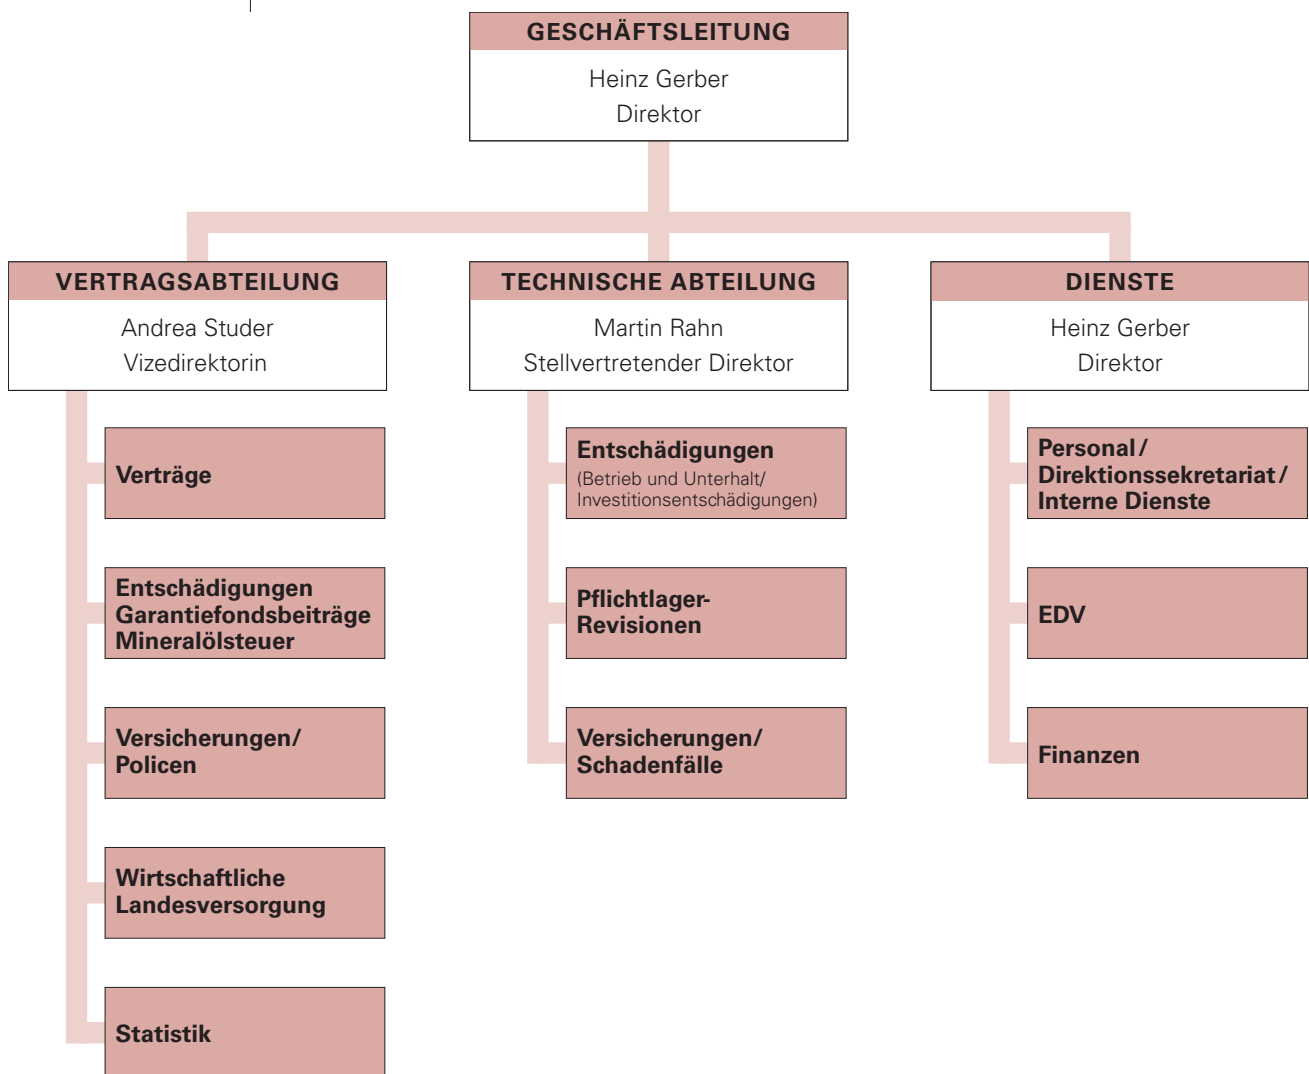 GESCHÄFTSLEITUNG
Heinz Gerber
Direktor
VERTRAGSABTEILUNG
Andrea Studer
Vizedirektorin
Verträge
Entschädigungen
Garantiefondsbeiträge
Mineralölsteuer
Versicherungen/
Policen
Wirtschaftliche
Landesversorgung
Statistik
TECHNISCHE ABTEILUNG
Martin Rahn
Stellvertretender Direktor
Entschädigungen
(Betrieb und Unterhalt/
Investitionsentschädigungen)
Pflichtlager-
Revisionen
Versicherungen/
Schadenfälle
DIENSTE
Heinz Gerber
Direktor
Personal/
Direktionssekretariat/
Interne Dienste
EDV
Finanzen